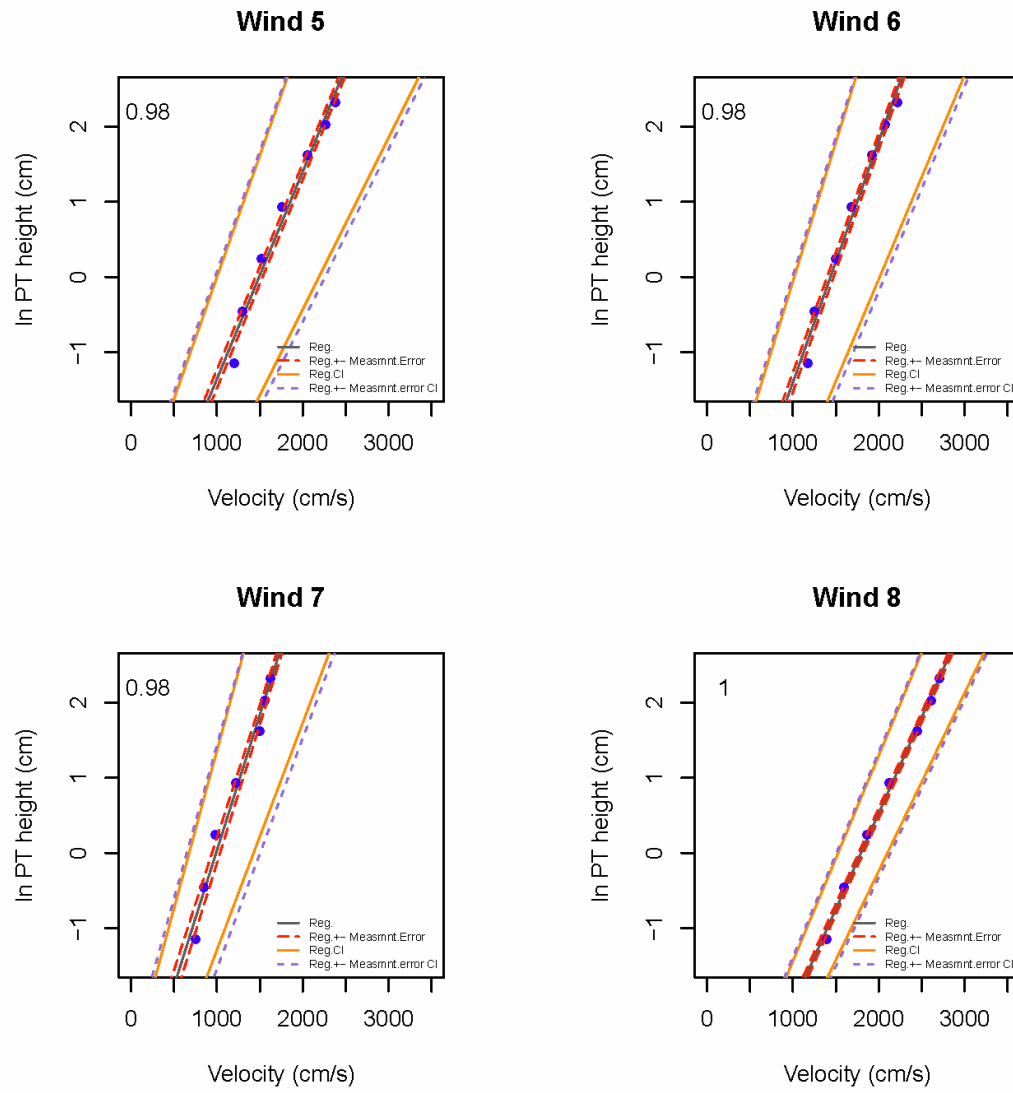 Wind 5
0.98
ln PT height (cm)
2
1
0
−1
Reg.
Reg.+− Measmnt.Error
Reg.CI
Reg.+− Measmnt.error CI
0 1000 2000 3000
Velocity (cm/s)
Wind 6
0.98
ln PT height (cm)
2
1
0
−1
Reg.
Reg.+− Measmnt.Error
Reg.CI
Reg.+− Measmnt.error CI
0 1000 2000 3000
Velocity (cm/s)
Wind 7
0.98
ln PT height (cm)
2
1
0
−1
Reg.
Reg.+− Measmnt.Error
Reg.CI
Reg.+− Measmnt.error CI
0 1000 2000 3000
Velocity (cm/s)
Wind 8
1
ln PT height (cm)
2
1
0
−1
Reg.
Reg.+− Measmnt.Error
Reg.CI
Reg.+− Measmnt.error CI
0 1000 2000 3000
Velocity (cm/s)